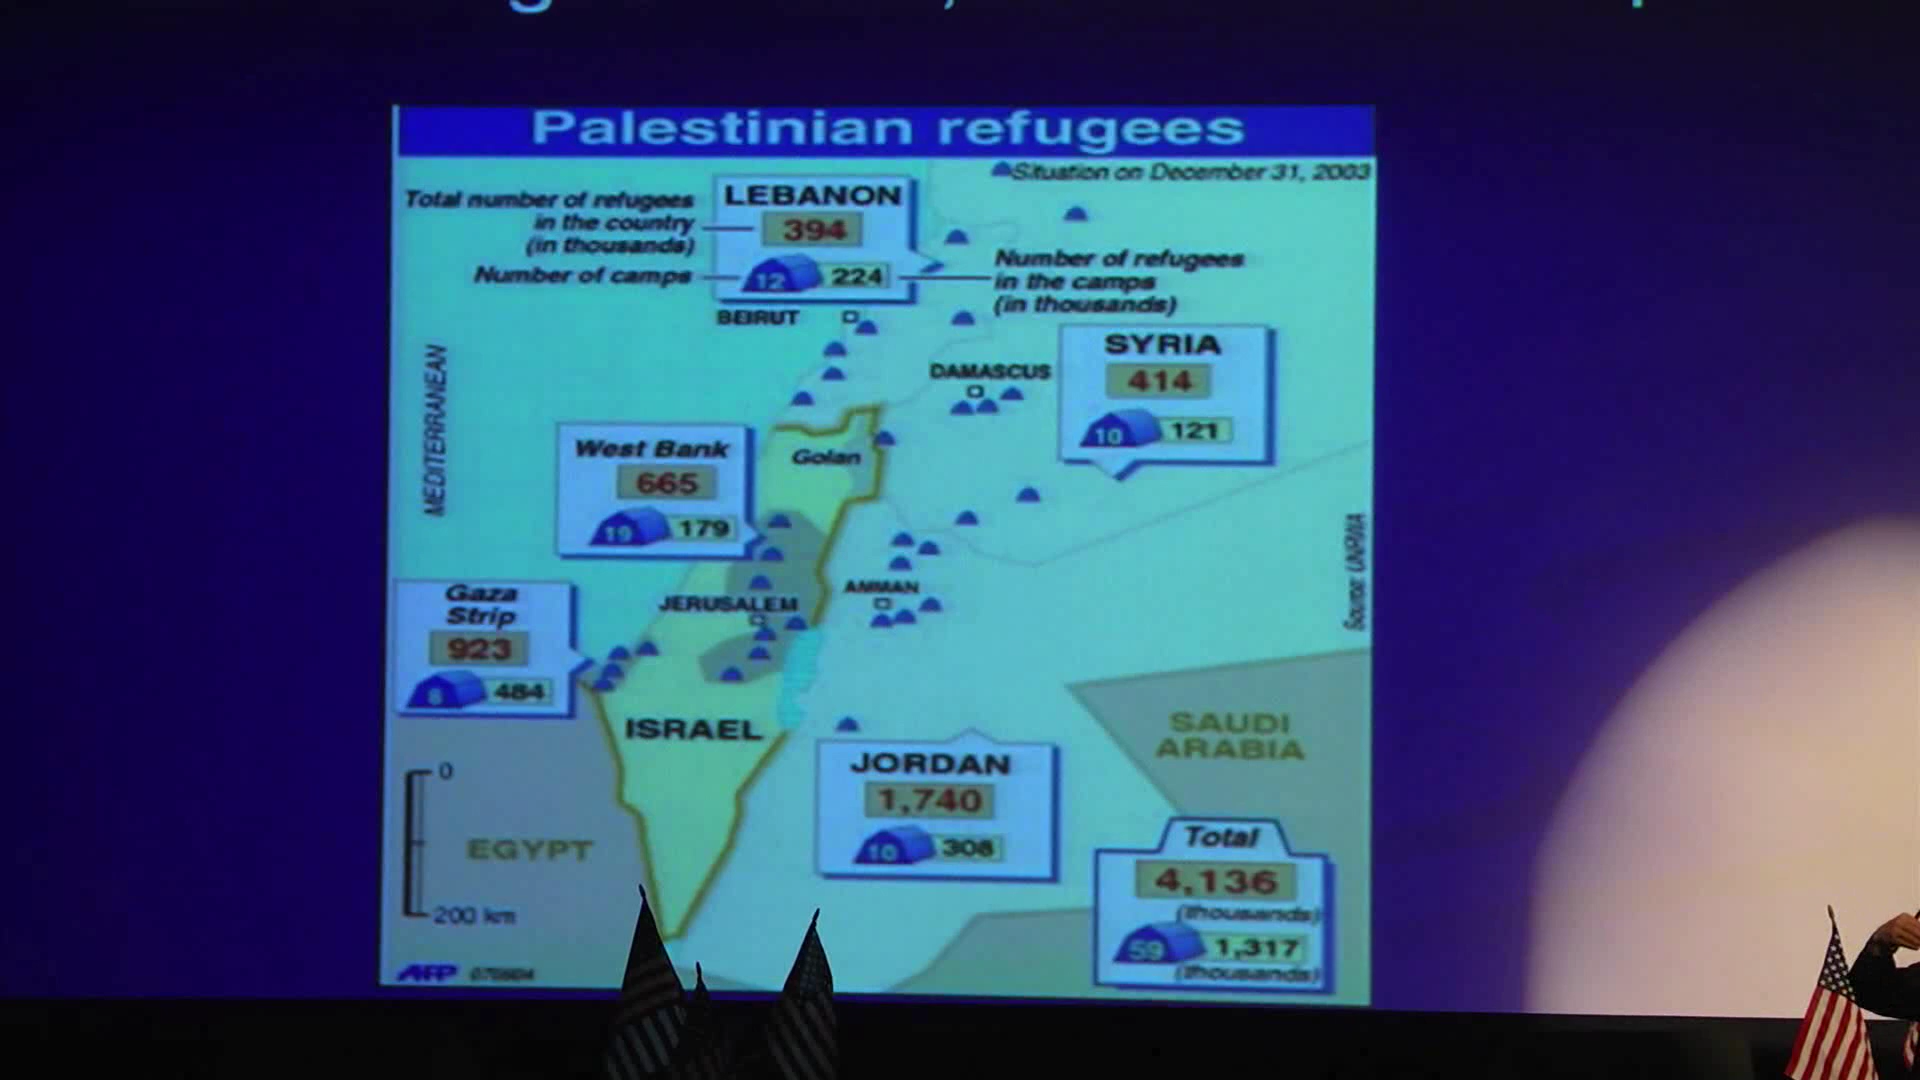 Palestinian refugees
Situation on December 31, 2003
Total number of refugees
in the country
(in thousands)
Number of camps
LEBANON
394
12 224
Number of refugees
in the camps
(in thousands)
BEIRUT
SYRIA
414
10 121
DAMASCUS
MEDITERRANEAN
West Bank
665
19 179
Golan
Source: UNRWA
Gaza
Strip
923
8 484
JERUSALEM
AMMAN
ISRAEL
JORDAN
1,740
10 308
SAUDI
ARABIA
0
200 km
EGYPT
Total
4,136
(thousands)
59 1,317
(thousands)
AFP 070604